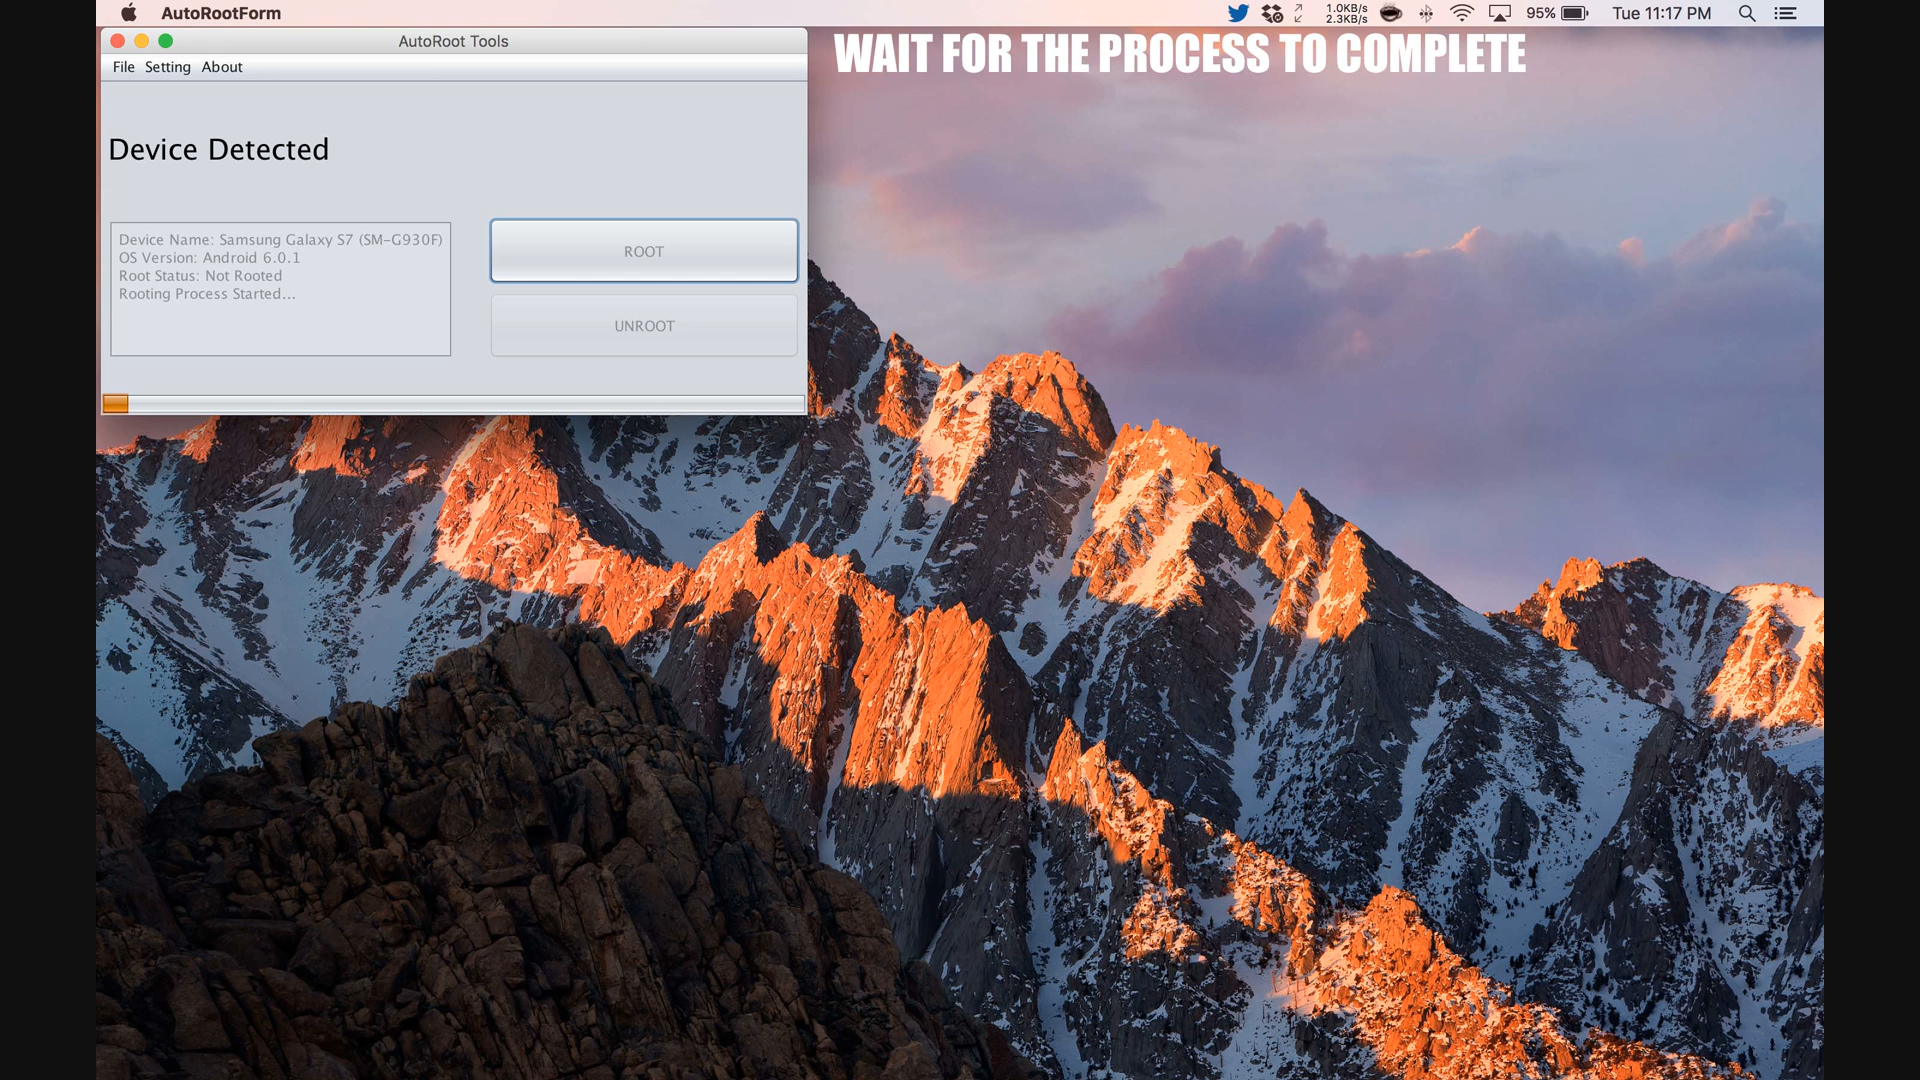 AutoRootForm
1.0KB/s
2.3KB/s
95%
Tue 11:17 PM
AutoRoot Tools
File Setting About
WAIT FOR THE PROCESS TO COMPLETE
Device Detected
Device Name: Samsung Galaxy S7 (SM-G930F)
OS Version: Android 6.0.1
Root Status: Not Rooted
Rooting Process Started...
ROOT
UNROOT